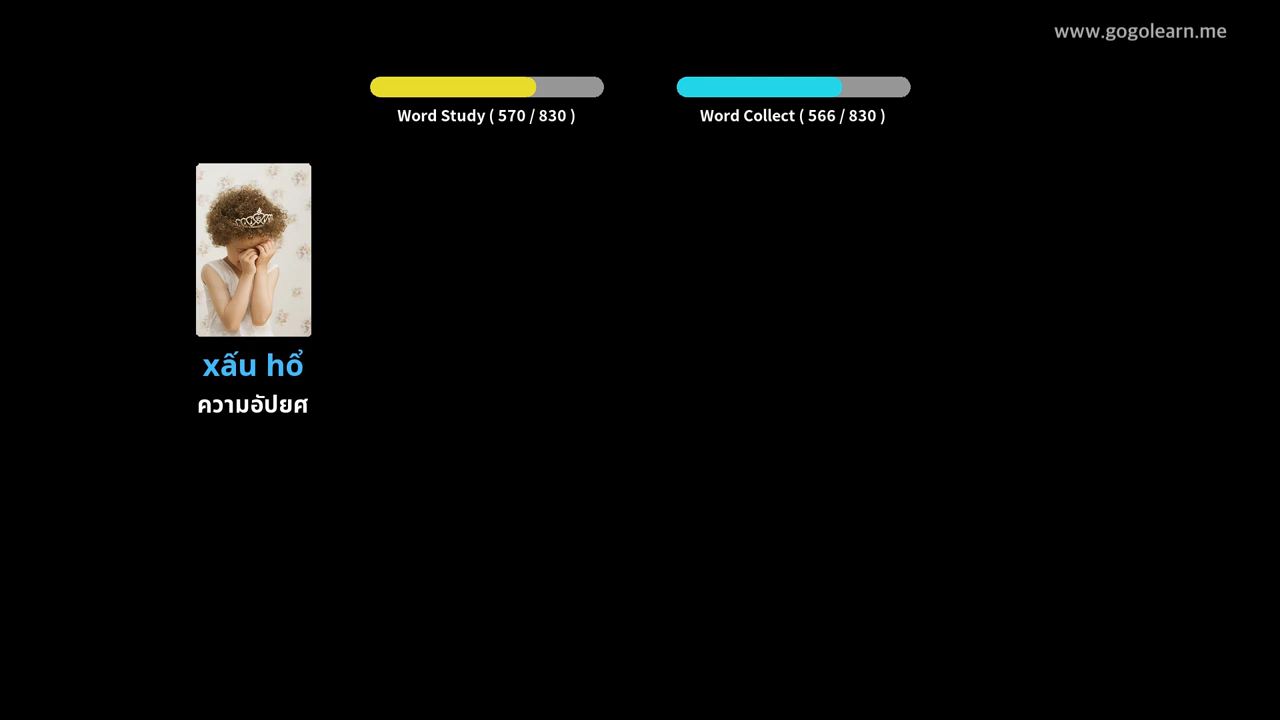 www.gogolearn.me
Word Study ( 570 / 830 )
Word Collect ( 566 / 830 )
xấu hổ
ความอัปยศ